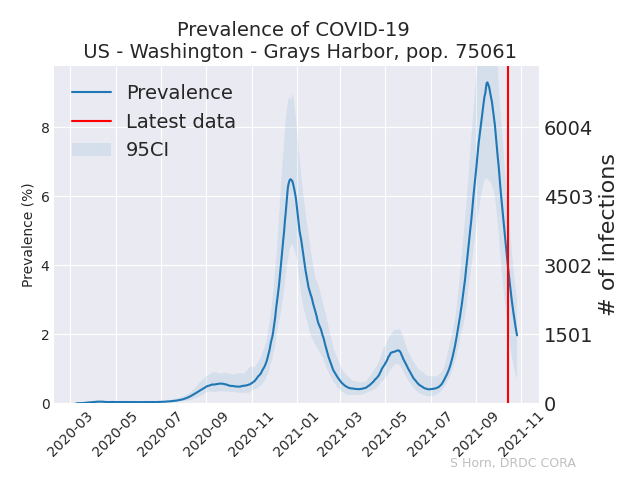 Prevalence of COVID-19
US - Washington - Grays Harbor, pop. 75061
Prevalence
Latest data
95CI
Prevalence (%)
8
6
4
2
0
6004
4503
3002
1501
0
# of infections
2020-03
2020-05
2020-07
2020-09
2020-11
2021-01
2021-03
2021-05
2021-07
2021-09
2021-11
S Horn, DRDC CORA